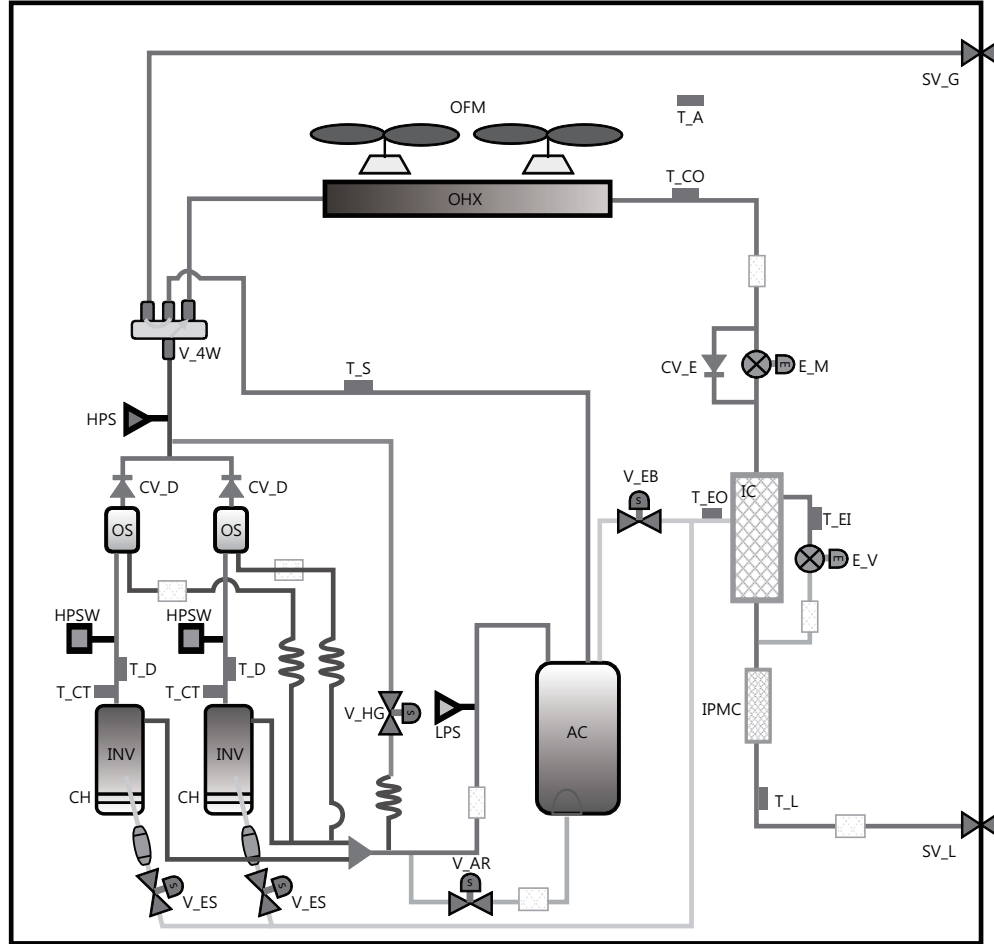 SV_G
OFM
T_A
T_CO
OHX
V_4W
T_S
CV_E
E
E_M
HPS
V_EB
S
CV_D
CV_D
T_EO
IC
T_EI
OS
OS
E
E_V
HPSW
HPSW
T_D
T_D
T_CT
T_CT
IPMC
V_HG
S
LPS
AC
INV
INV
CH
CH
T_L
SV_L
V_AR
S
S
V_ES
S
V_ES